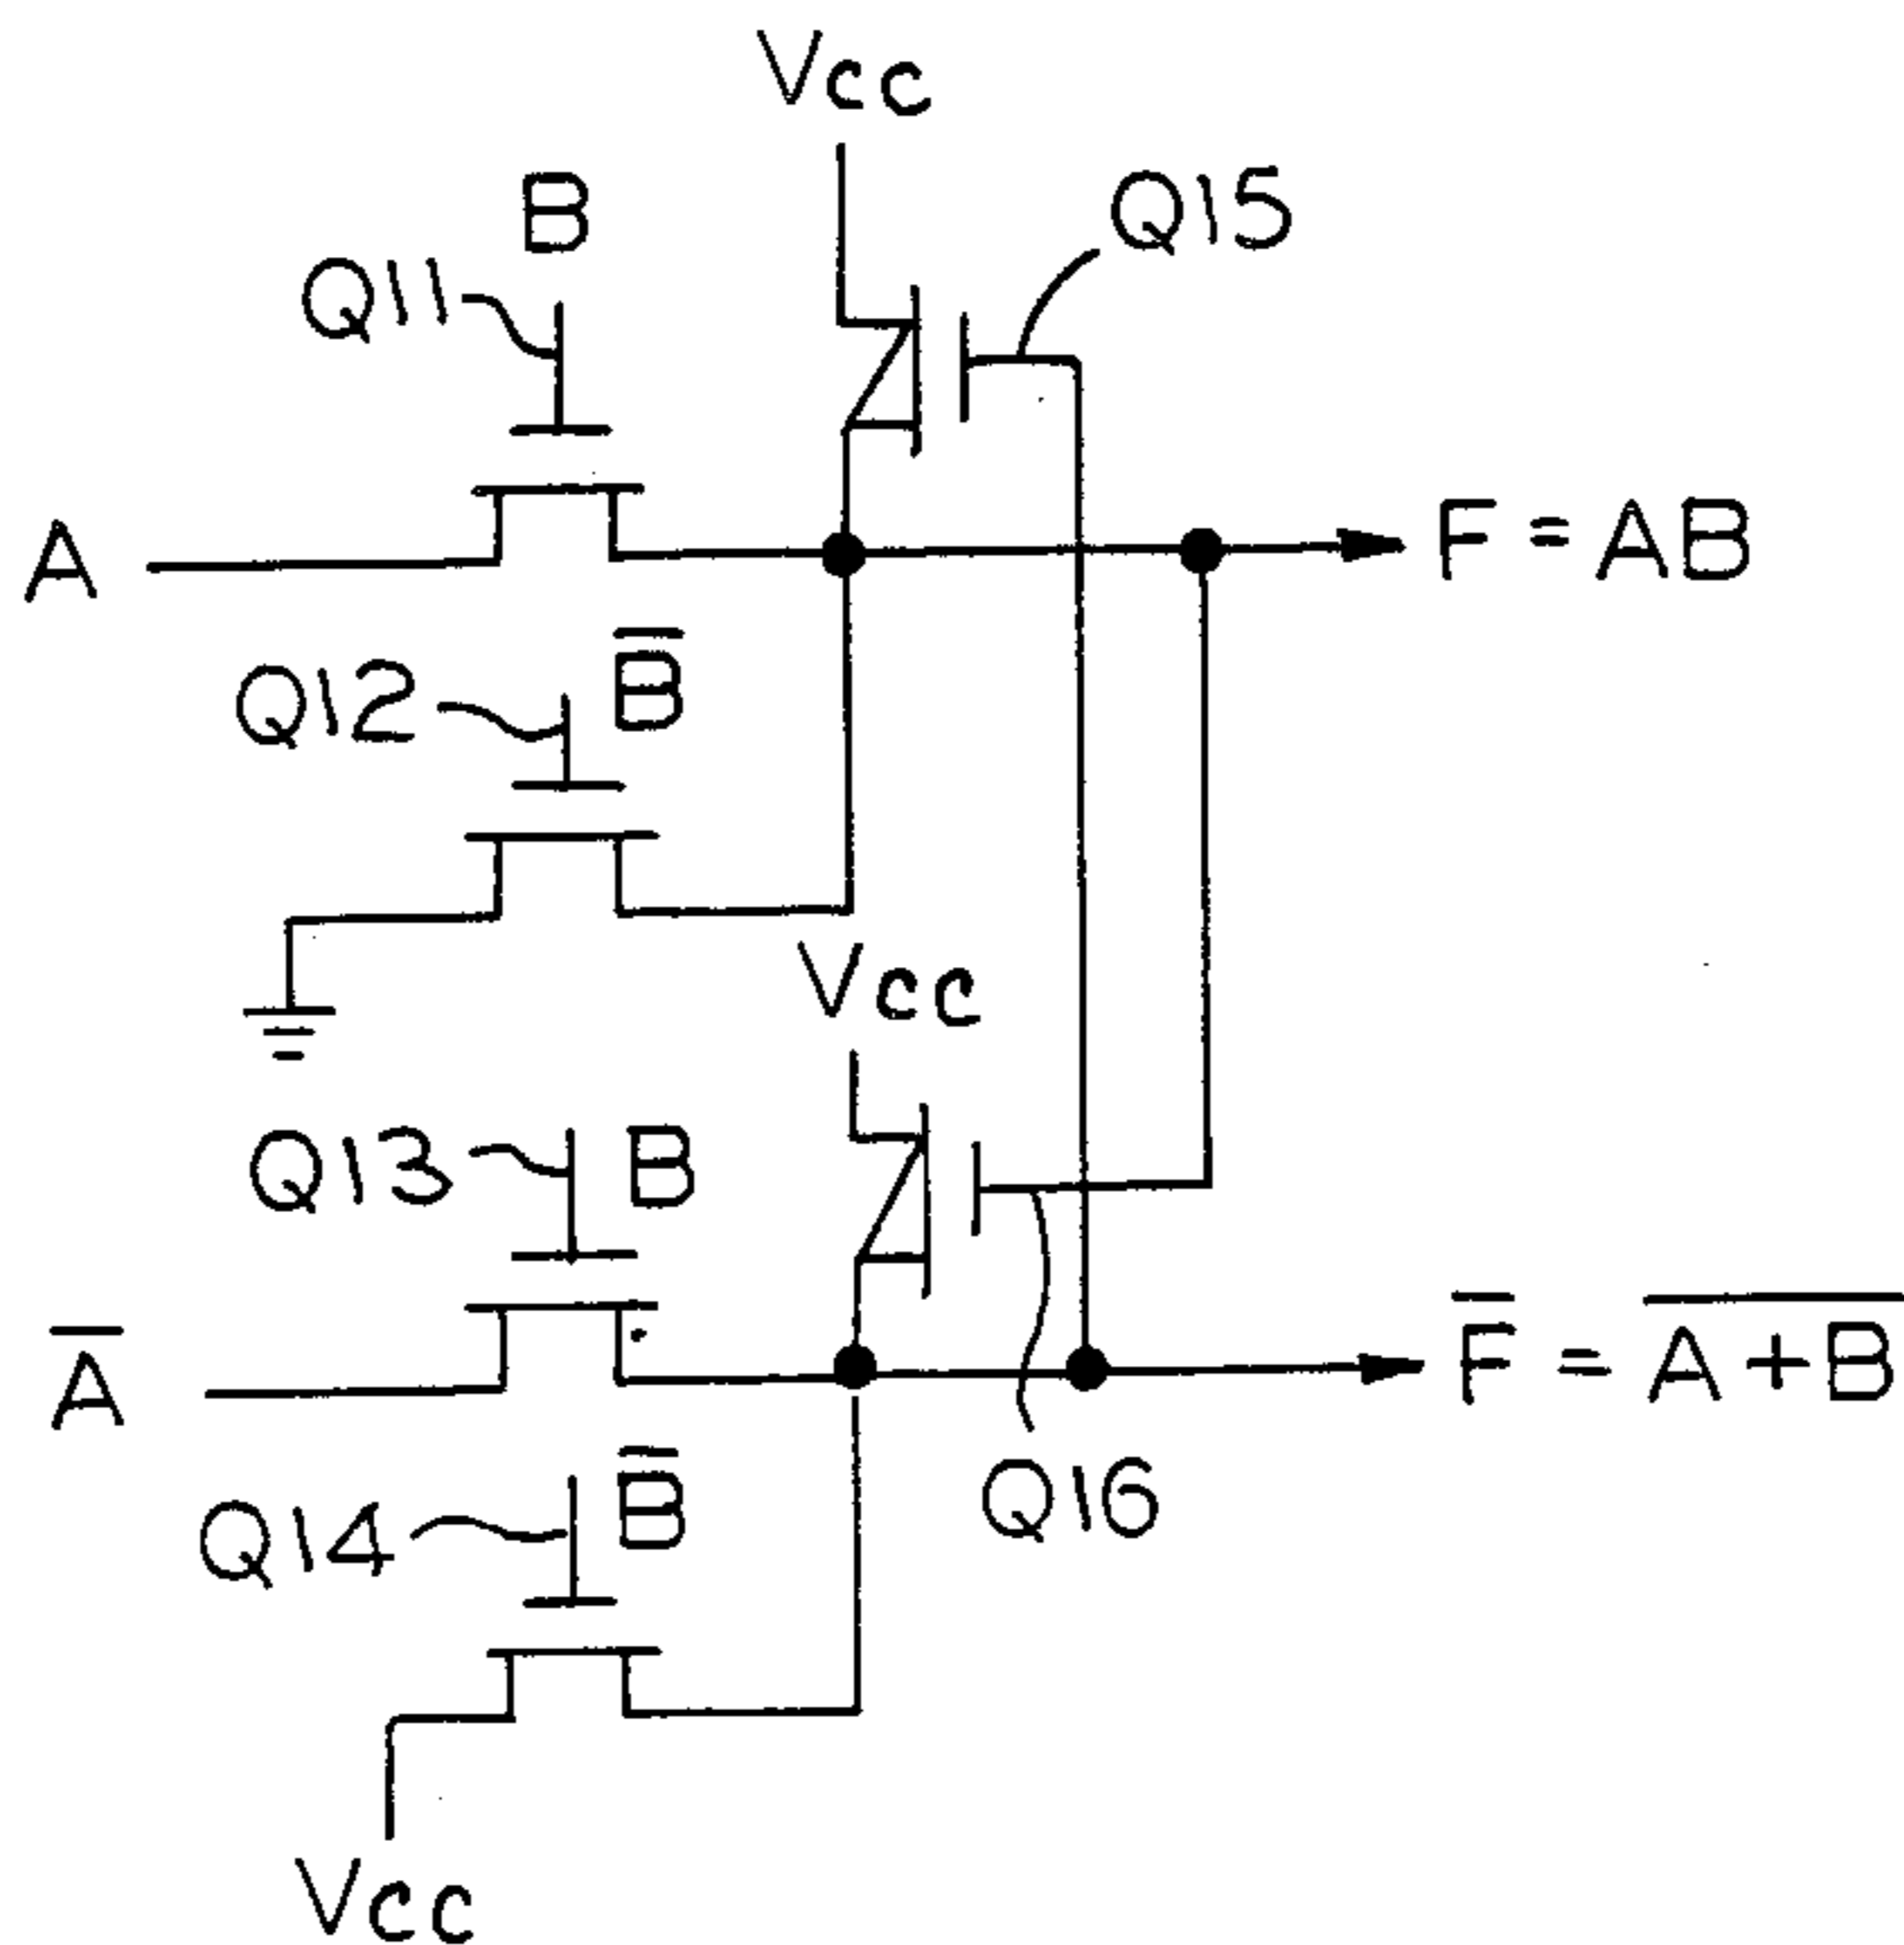 Vcc
B
Q15
Q11
A
F = AB
Q12
B̅
Vcc
Q13
B
A̅
F̅ = A̅ ̅+̅ ̅B̅
Q14
B̅
Q16
Vcc